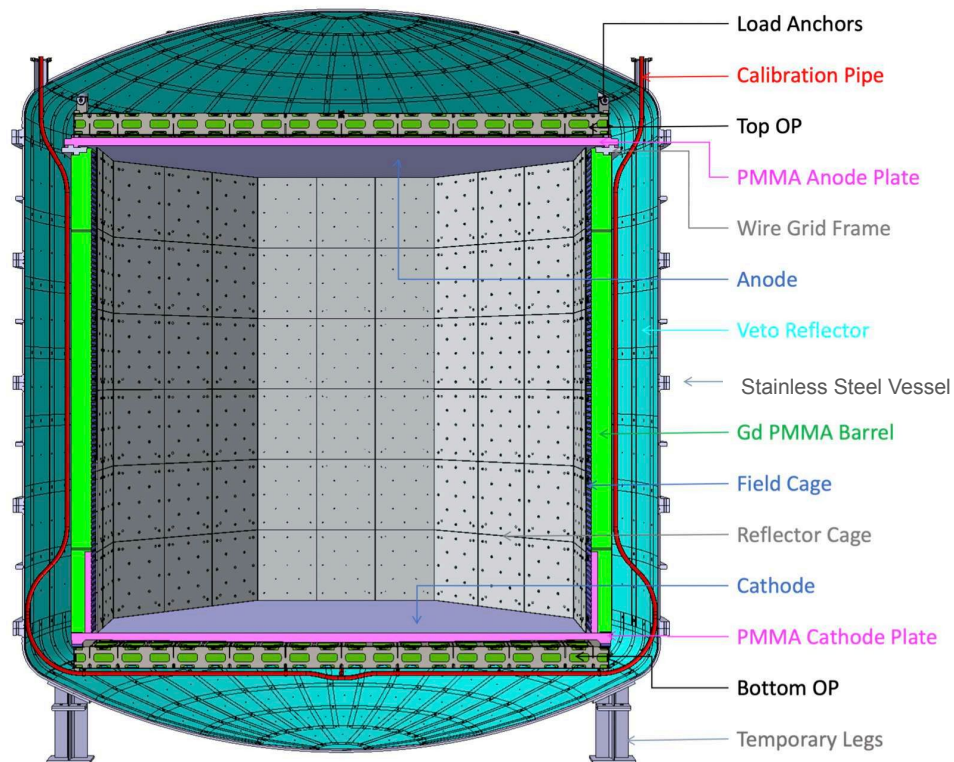 Load Anchors
Calibration Pipe
Top OP
PMMA Anode Plate
Wire Grid Frame
Anode
Veto Reflector
Stainless Steel Vessel
Gd PMMA Barrel
Field Cage
Reflector Cage
Cathode
PMMA Cathode Plate
Bottom OP
Temporary Legs